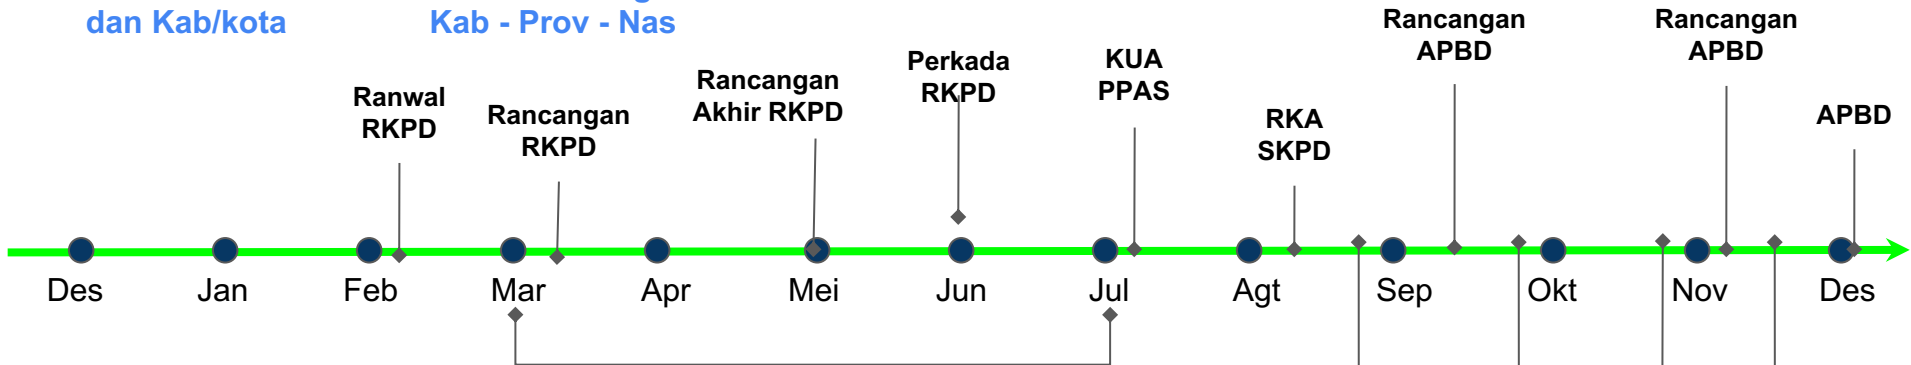 dan Kab/kota
Kab - Prov - Nas
Ranwal
RKPD
Rancangan
RKPD
Rancangan
Akhir RKPD
Perkada
RKPD
KUA
PPAS
RKA
SKPD
Rancangan
APBD
Rancangan
APBD
APBD
Des Jan Feb Mar Apr Mei Jun Jul Agt Sep Okt Nov Des